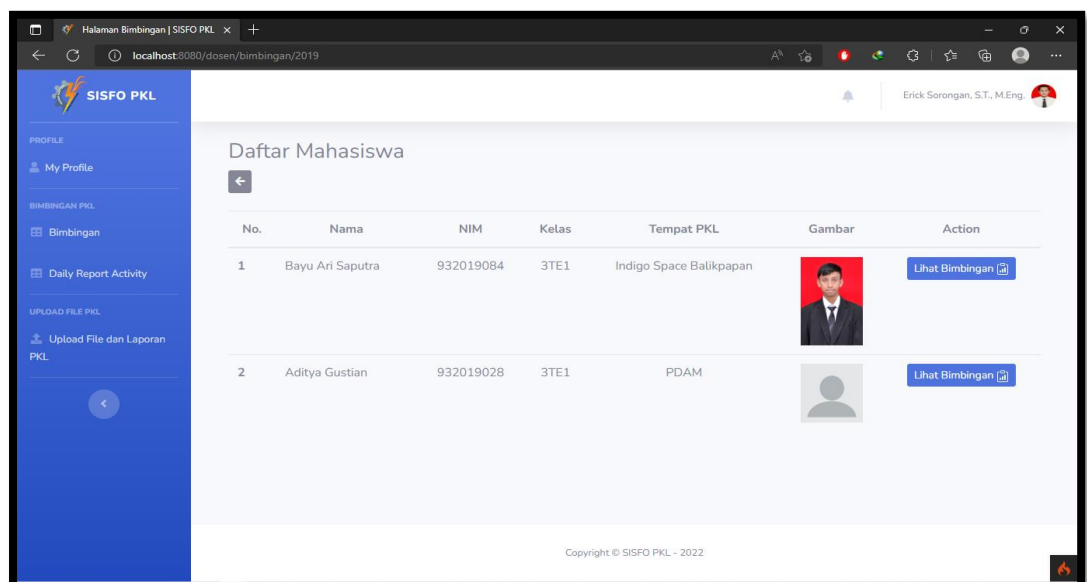 Halaman Bimbingan | SISFO PKL
localhost:8080/dosen/bimbingan/2019
SISFO PKL
Erick Sorongan, S.T., M.Eng.
PROFILE
My Profile
BIMBINGAN PKL
Bimbingan
Daily Report Activity
UPLOAD FILE PKL
Upload File dan Laporan
PKL
Daftar Mahasiswa
No. Nama NIM Kelas Tempat PKL Gambar Action
1 Bayu Ari Saputra 932019084 3TE1 Indigo Space Balikpapan Lihat Bimbingan
2 Aditya Gustian 932019028 3TE1 PDAM Lihat Bimbingan
Copyright © SISFO PKL - 2022